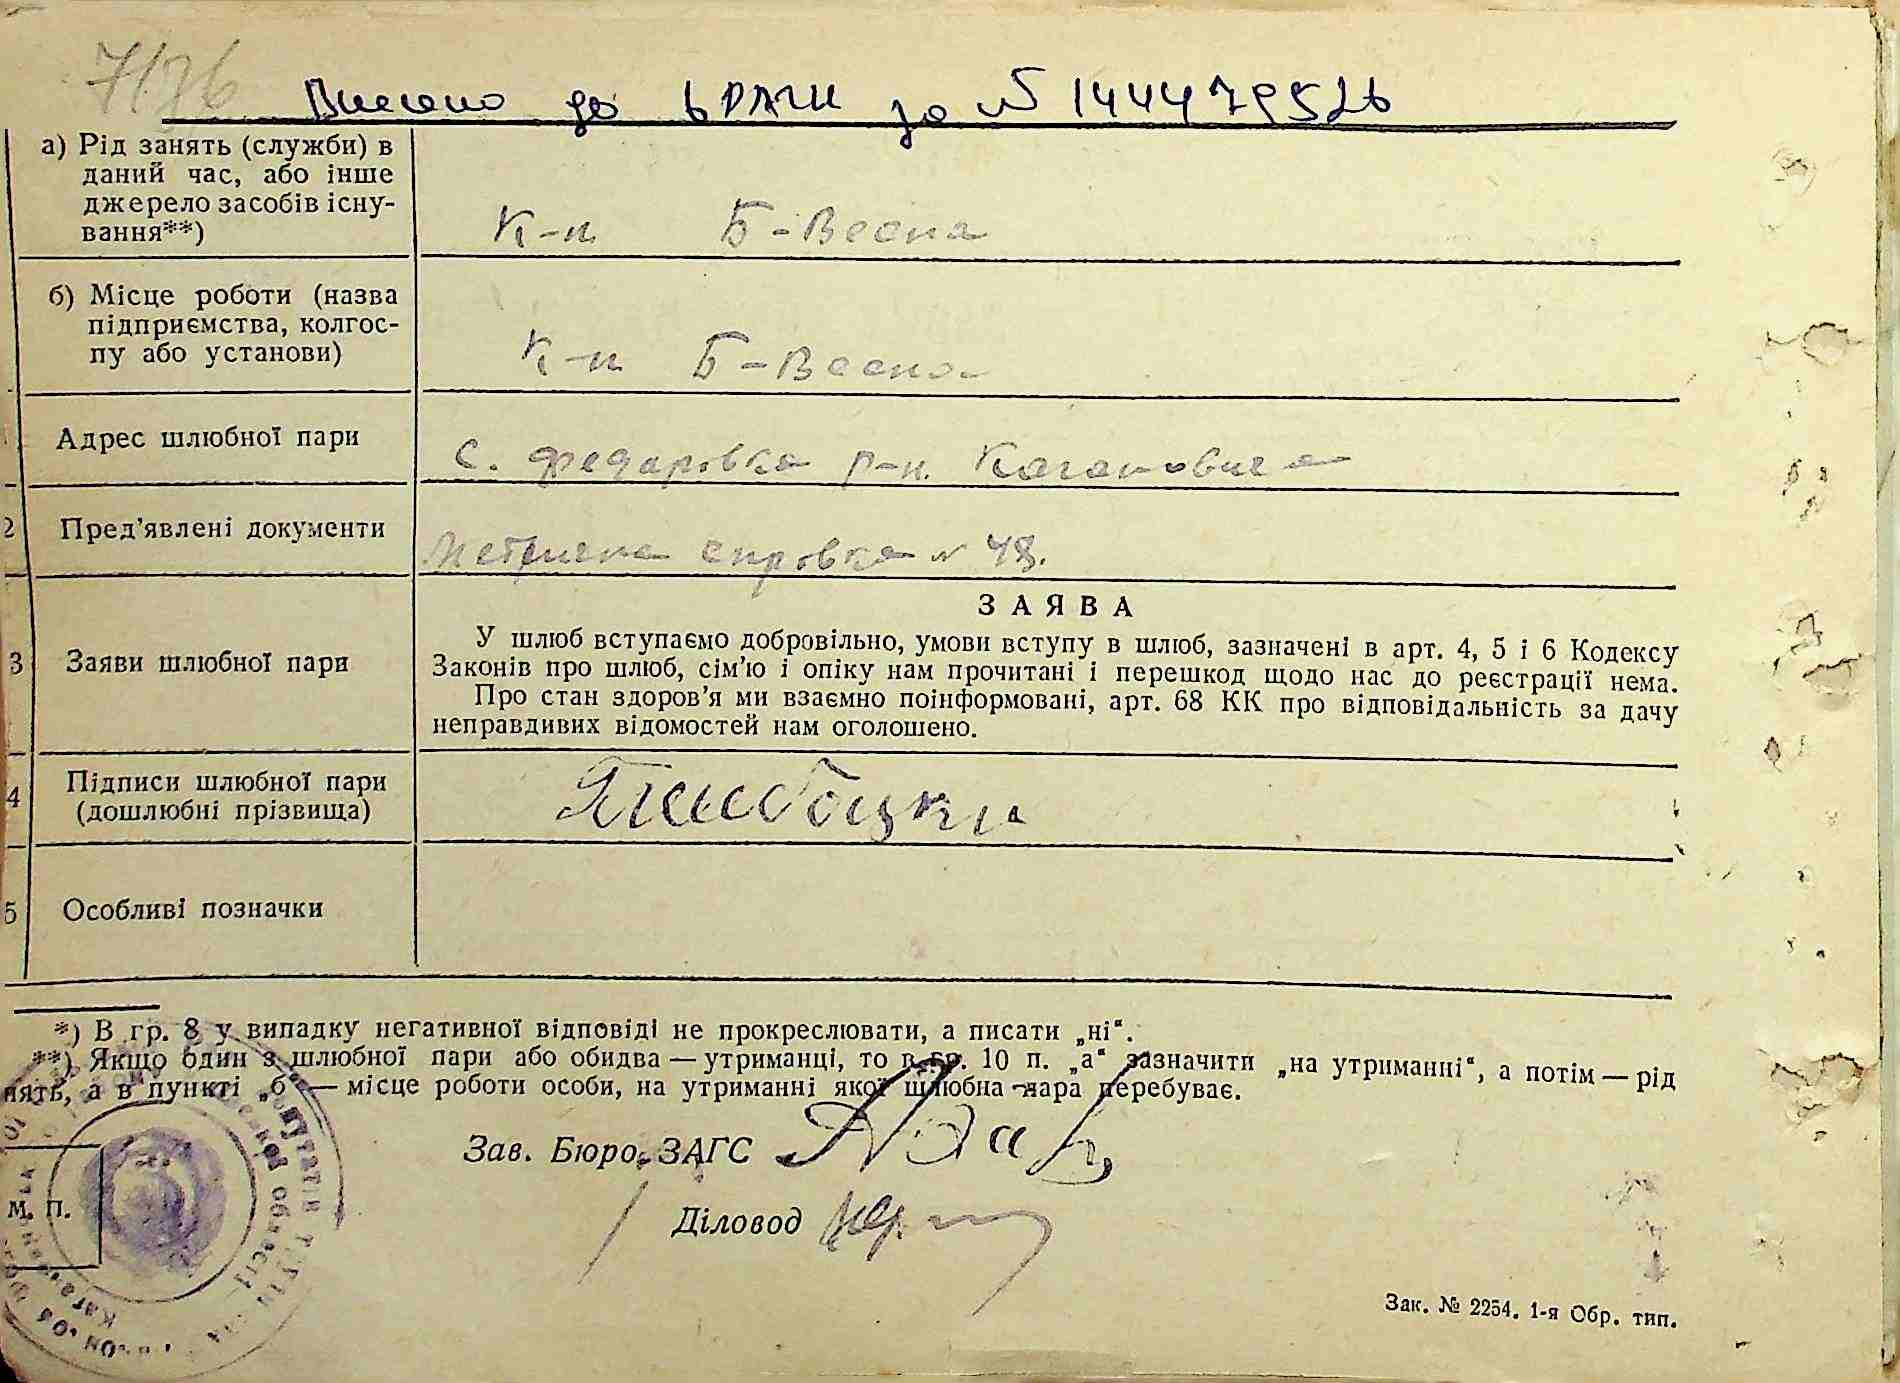 7176
Внесено до ДРАЦС за № 144479526
а) Рід занять (служби) в
даний час, або інше
джерело засобів існу-
вання**)
К-п Б-Весна
б) Місце роботи (назва
підприємства, колгос-
пу або установи)
К-п Б-Весна
Адрес шлюбної пари
С. Федаровка р-н. Кагановича
2 Пред’явлені документи
Метрична справка № 48.
3 Заяви шлюбної пари
ЗАЯВА
У шлюб вступаємо добровільно, умови вступу в шлюб, зазначені в арт. 4, 5 і 6 Кодексу
Законів про шлюб, сім’ю і опіку нам прочитані і перешкод щодо нас до реєстрації нема.
Про стан здоров’я ми взаємно поінформовані, арт. 68 КК про відповідальність за дачу
неправдивих відомостей нам оголошено.
4 Підписи шлюбної пари
(дошлюбні прізвища)
5 Особливі позначки
*) В гр. 8 у випадку негативної відповіді не прокреслювати, а писати „ні“.
**) Якщо один з шлюбної пари або обидва — утриманці, то в гр. 10 п. „а“ зазначити „на утриманні“, а потім — рід
нять, а в пункті „б“ — місце роботи особи, на утриманні якої шлюбна пара перебуває.
Зав. Бюро ЗАГС
М. П.
Діловод
Зак. № 2254. 1-я Обр. тип.